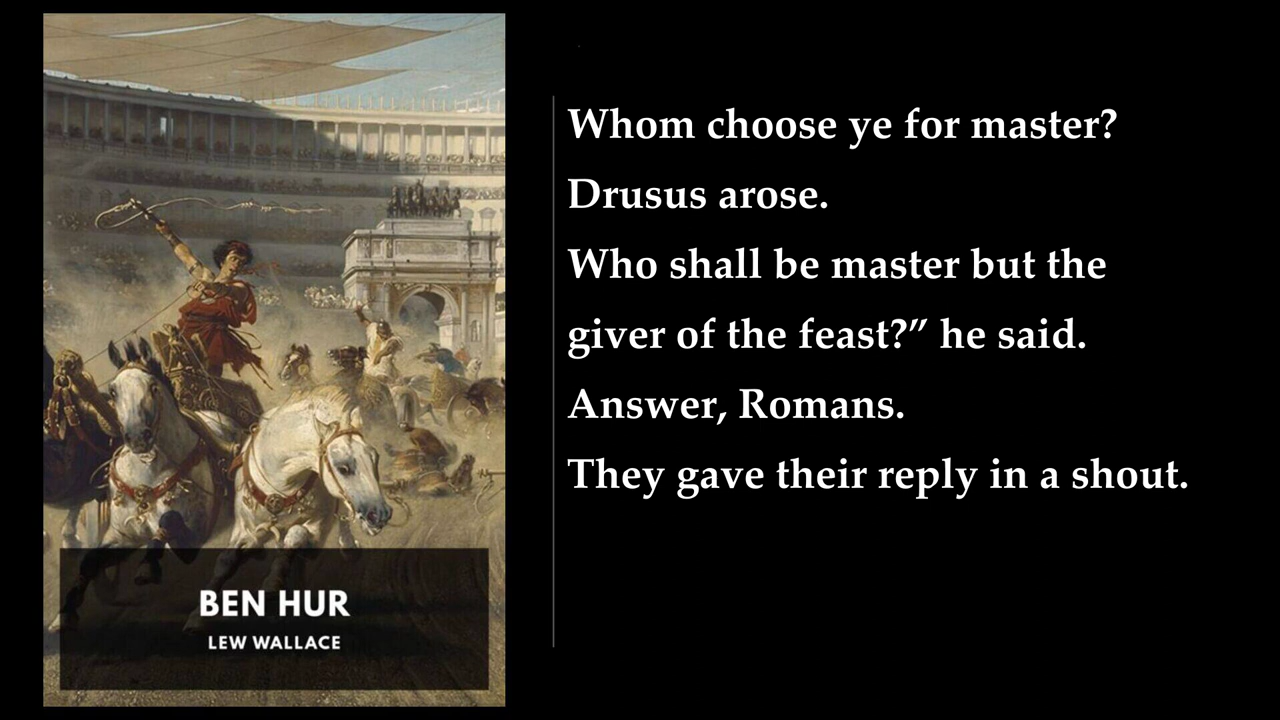 BEN HUR
LEW WALLACE
Whom choose ye for master?
Drusus arose.
Who shall be master but the
giver of the feast?” he said.
Answer, Romans.
They gave their reply in a shout.